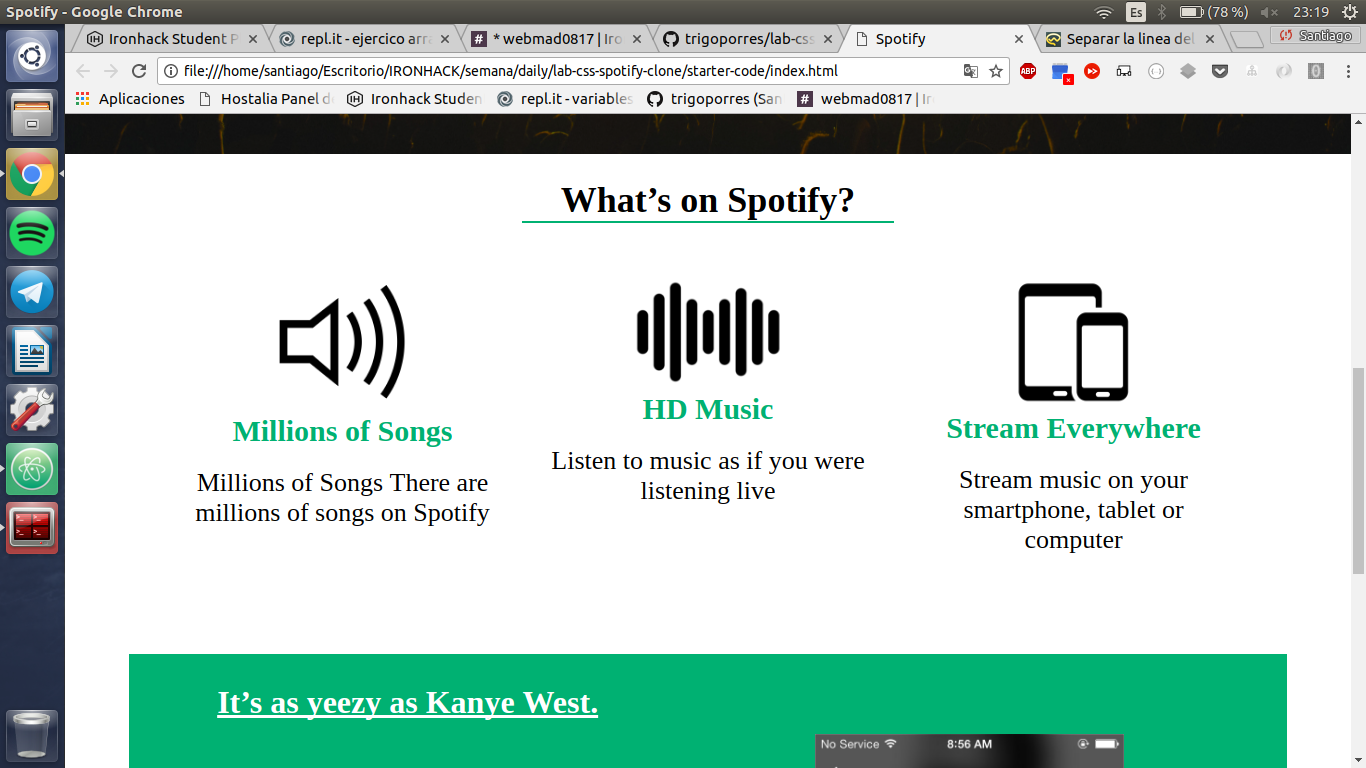 Spotify - Google Chrome
Es
(78 %)
23:19
Ironhack Student P
repl.it - ejercico arr
* webmad0817 | Iro
trigoporres/lab-css
Spotify
Separar la linea del
Santiago
file:///home/santiago/Escritorio/IRONHACK/semana/daily/lab-css-spotify-clone/starter-code/index.html
ABP
Aplicaciones
Hostalia Panel de
Ironhack Studen
repl.it - variables
trigoporres (San
webmad0817 | Iro
What’s on Spotify?
Millions of Songs
HD Music
Stream Everywhere
Millions of Songs There are
millions of songs on Spotify
Listen to music as if you were
listening live
Stream music on your
smartphone, tablet or
computer
It’s as yeezy as Kanye West.
No Service
8:56 AM